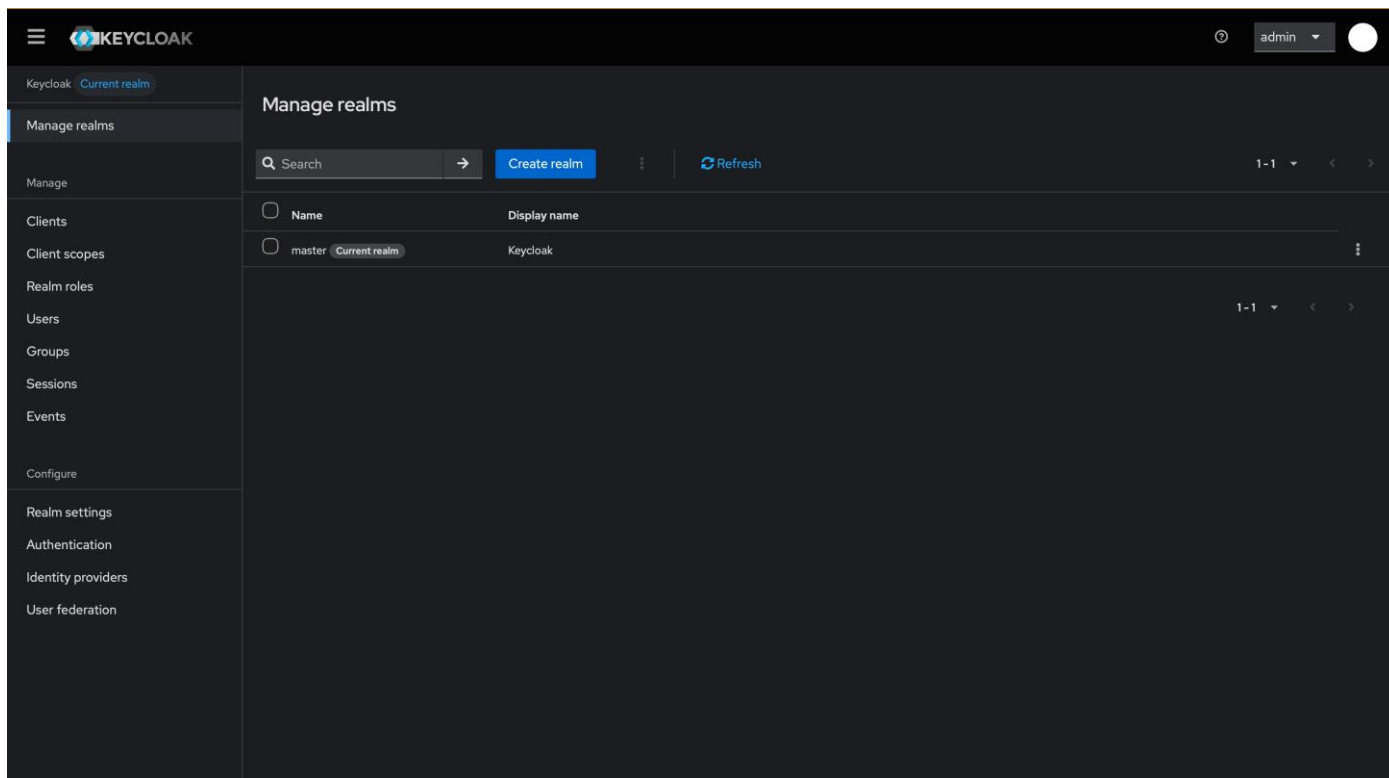 KEYCLOAK
admin
Keycloak Current realm
Manage realms
Manage
Clients
Client scopes
Realm roles
Users
Groups
Sessions
Events
Configure
Realm settings
Authentication
Identity providers
User federation
Manage realms
Search Create realm Refresh 1-1
Name Display name
master Current realm Keycloak
1-1